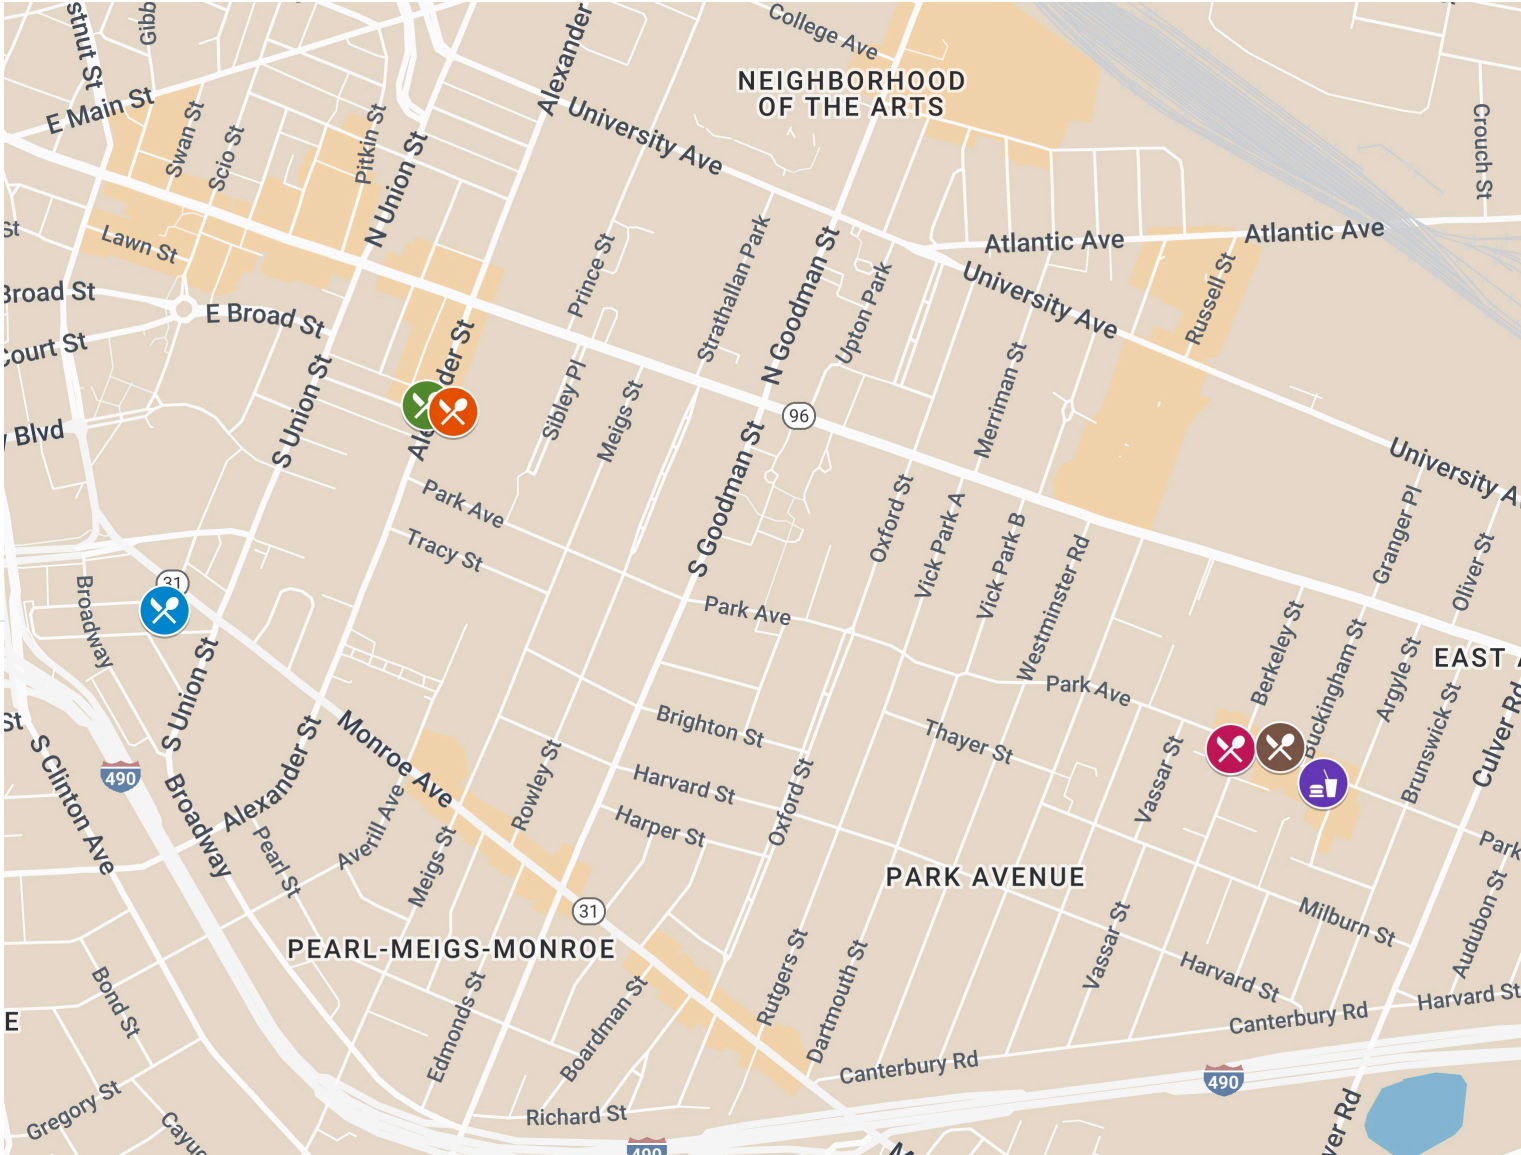 stnut St
Gibb
E Main St
Swan St
Scio St
Pitkin St
N Union St
Alexander
University Ave
College Ave
NEIGHBORHOOD
OF THE ARTS
Crouch St
St
Lawn St
Broad St
E Broad St
Court St
y Blvd
S Union St
Alexander St
Prince St
Sibley Pl
Meigs St
Strathallan Park
N Goodman St
Upton Park
96
S Goodman St
Atlantic Ave
Atlantic Ave
University Ave
Russell St
Merriman St
University A
Oxford St
Vick Park A
Vick Park B
Westminster Rd
Granger Pl
Oliver St
Park Ave
Tracy St
Park Ave
Park Ave
31
Broadway
S Union St
Berkeley St
Buckingham St
Argyle St
Brunswick St
EAST A
Culver Rd
St
S Clinton Ave
490
Broadway
Alexander St
Monroe Ave
Pearl St
Averill Ave
Meigs St
Rowley St
Brighton St
Harvard St
Harper St
Oxford St
Thayer St
Vassar St
Park
PARK AVENUE
31
PEARL-MEIGS-MONROE
Milburn St
Audubon St
Vassar St
Harvard St
Harvard St
Canterbury Rd
Bond St
E
Edmonds St
Boardman St
Rutgers St
Dartmouth St
Canterbury Rd
490
Gregory St
Cayug
Richard St
490
M
ver Rd